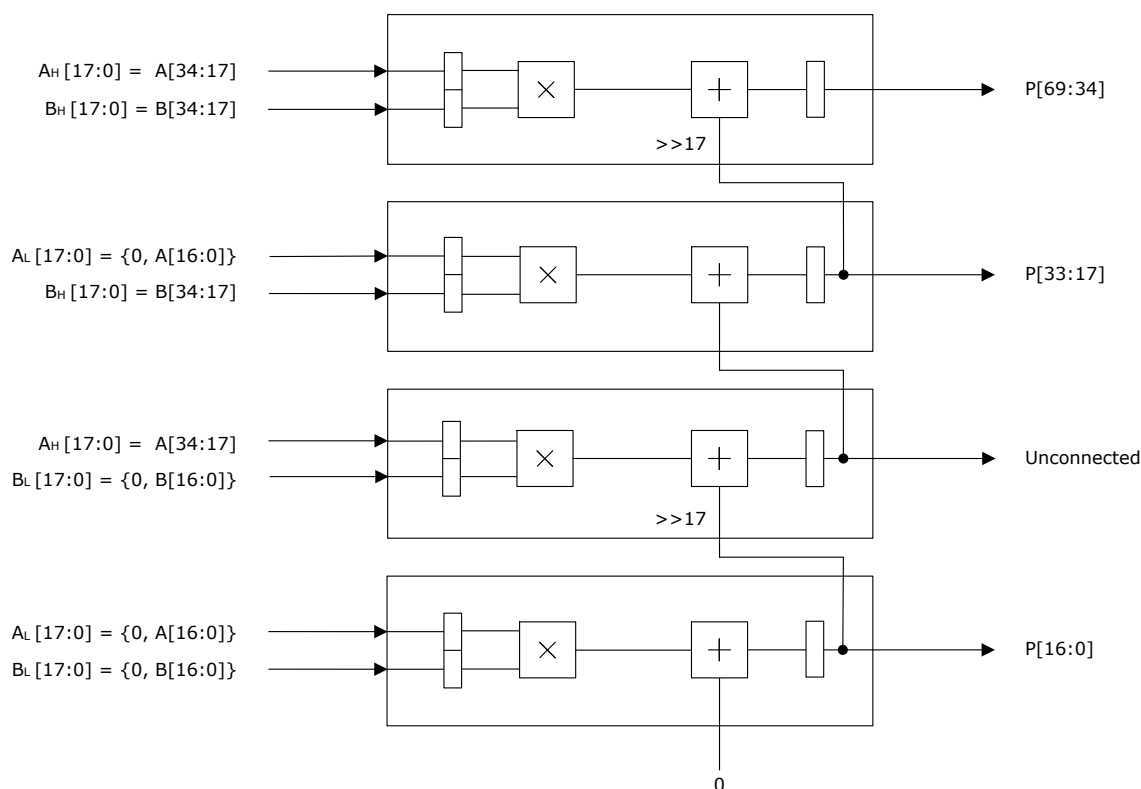 AH [17:0] = A[34:17]
BH [17:0] = B[34:17]
×
+
>>17
P[69:34]
AL [17:0] = {0, A[16:0]}
BH [17:0] = B[34:17]
×
+
P[33:17]
AH [17:0] = A[34:17]
BL [17:0] = {0, B[16:0]}
×
+
>>17
Unconnected
AL [17:0] = {0, A[16:0]}
BL [17:0] = {0, B[16:0]}
×
+
P[16:0]
0